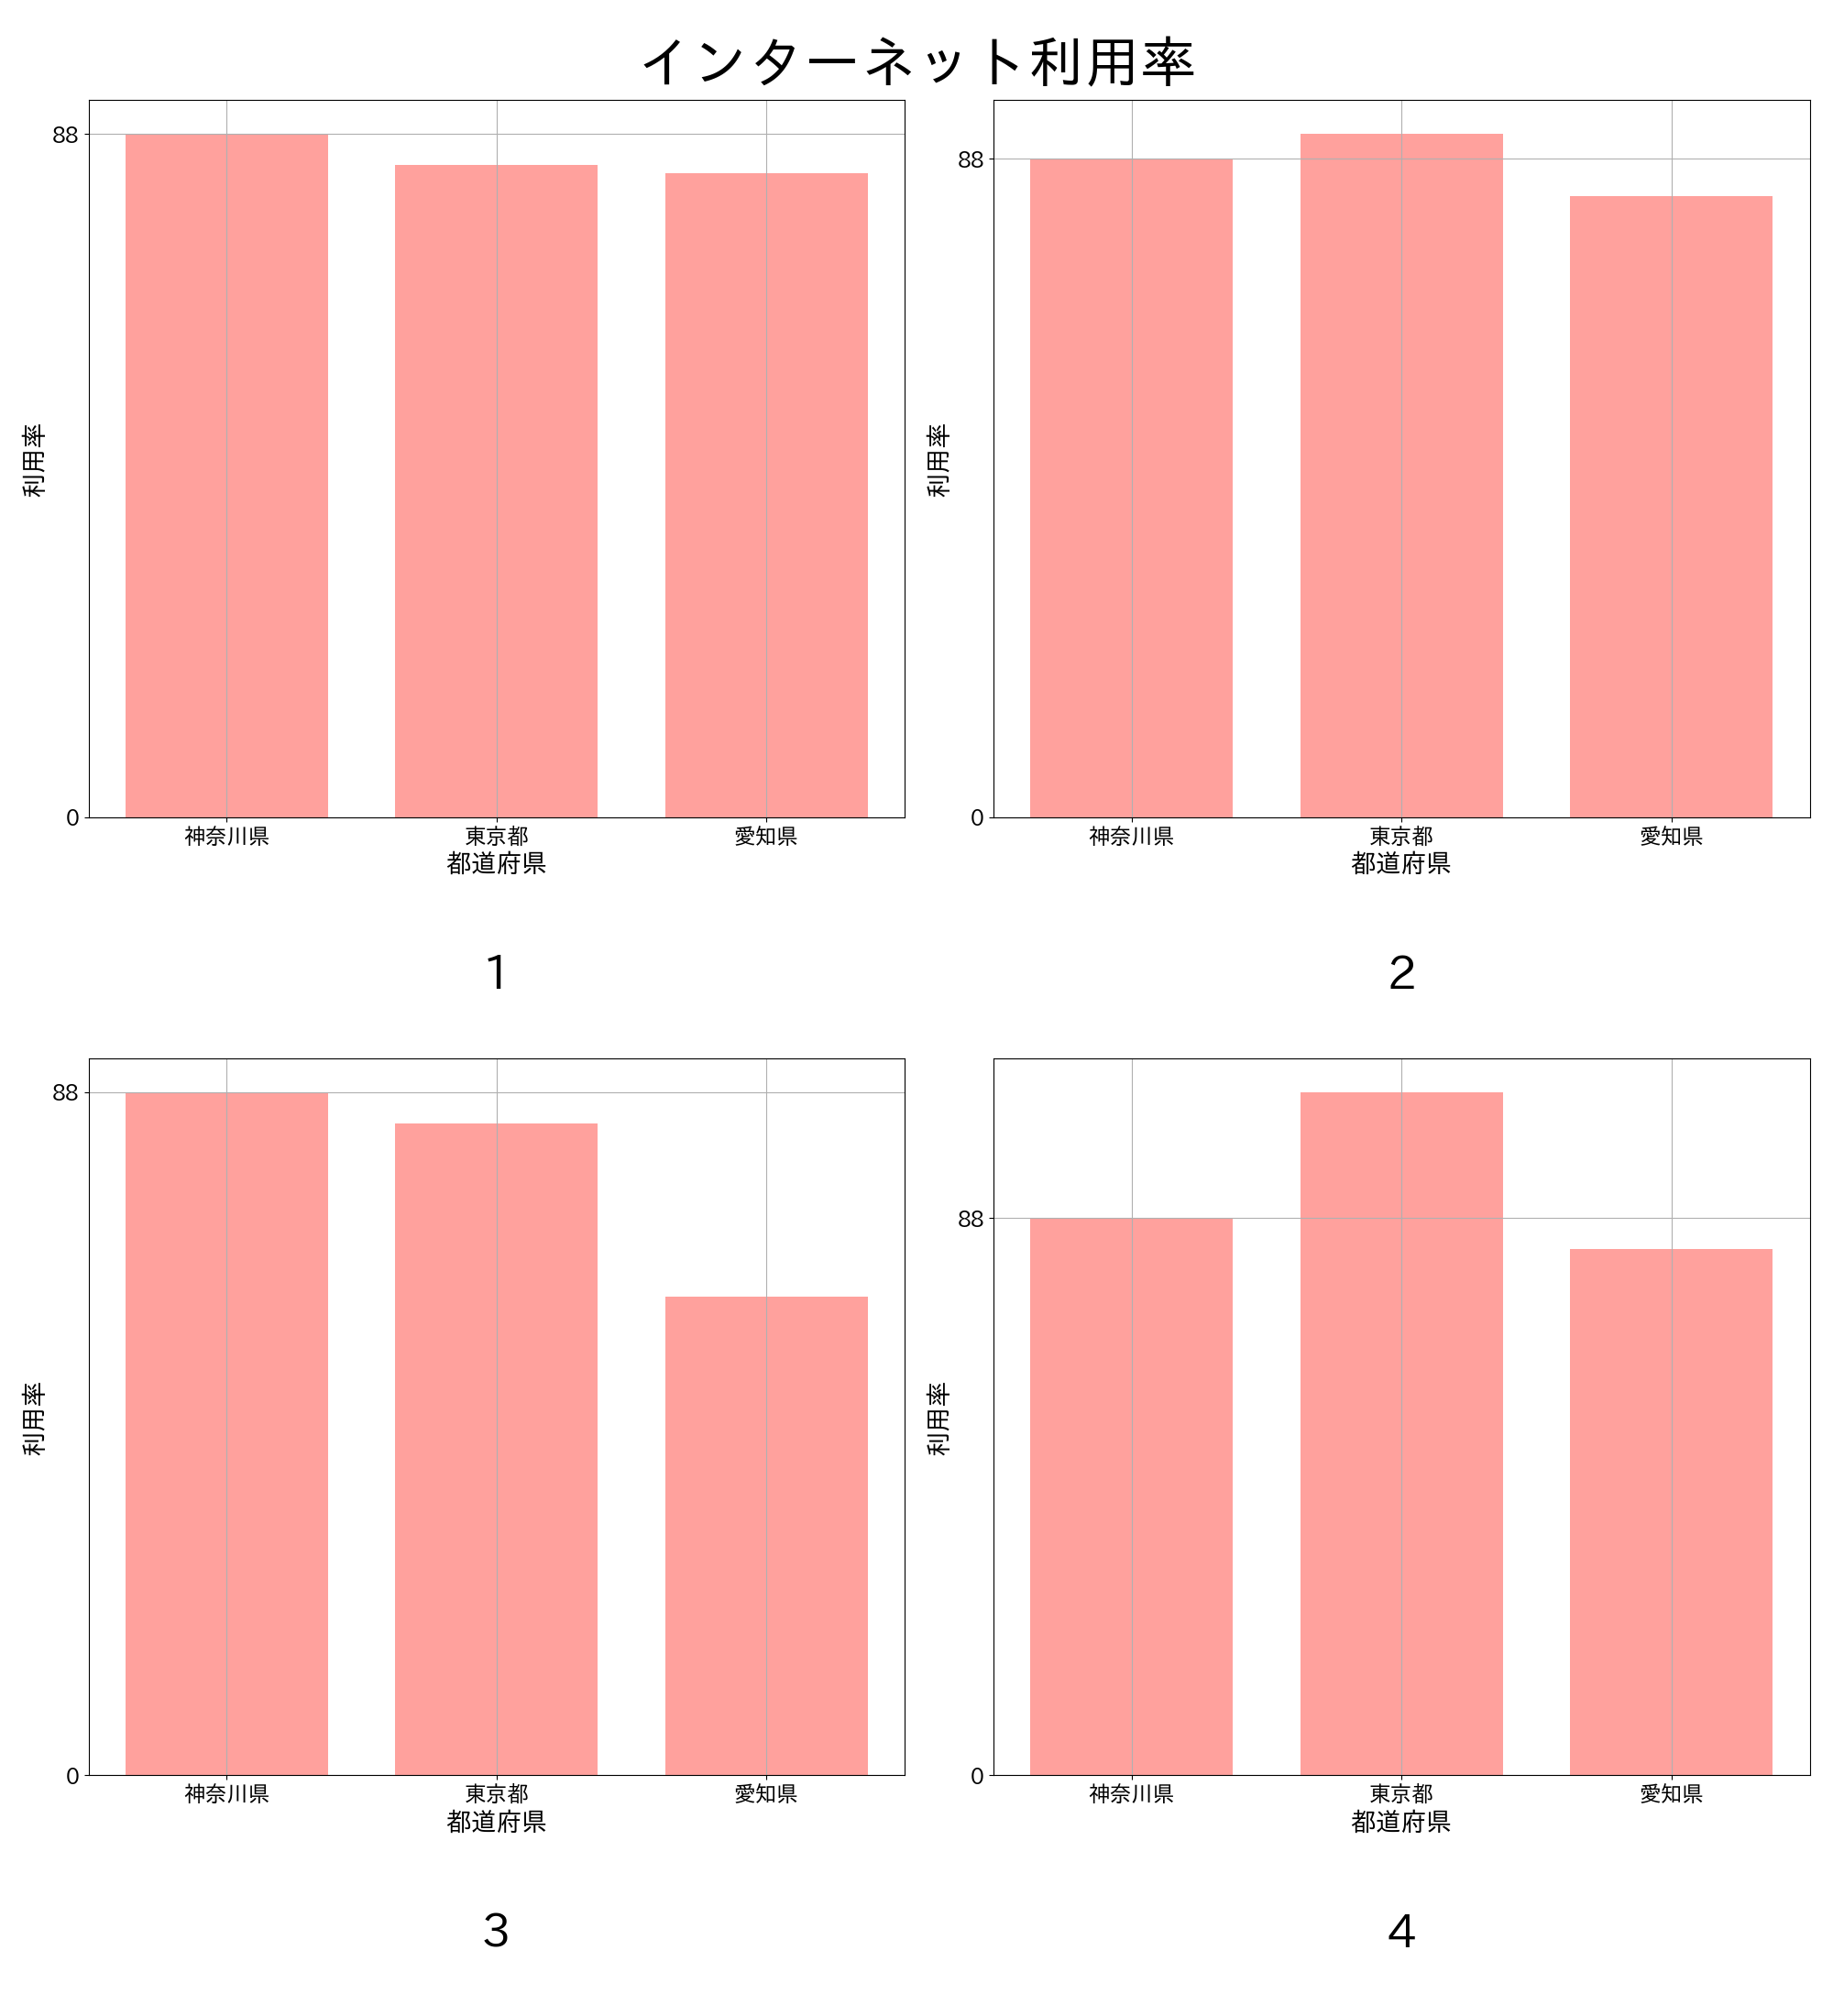 インターネット利用率
88
利用率
0
神奈川県 東京都 愛知県
都道府県
1
88
利用率
0
神奈川県 東京都 愛知県
都道府県
2
88
利用率
0
神奈川県 東京都 愛知県
都道府県
3
88
利用率
0
神奈川県 東京都 愛知県
都道府県
4